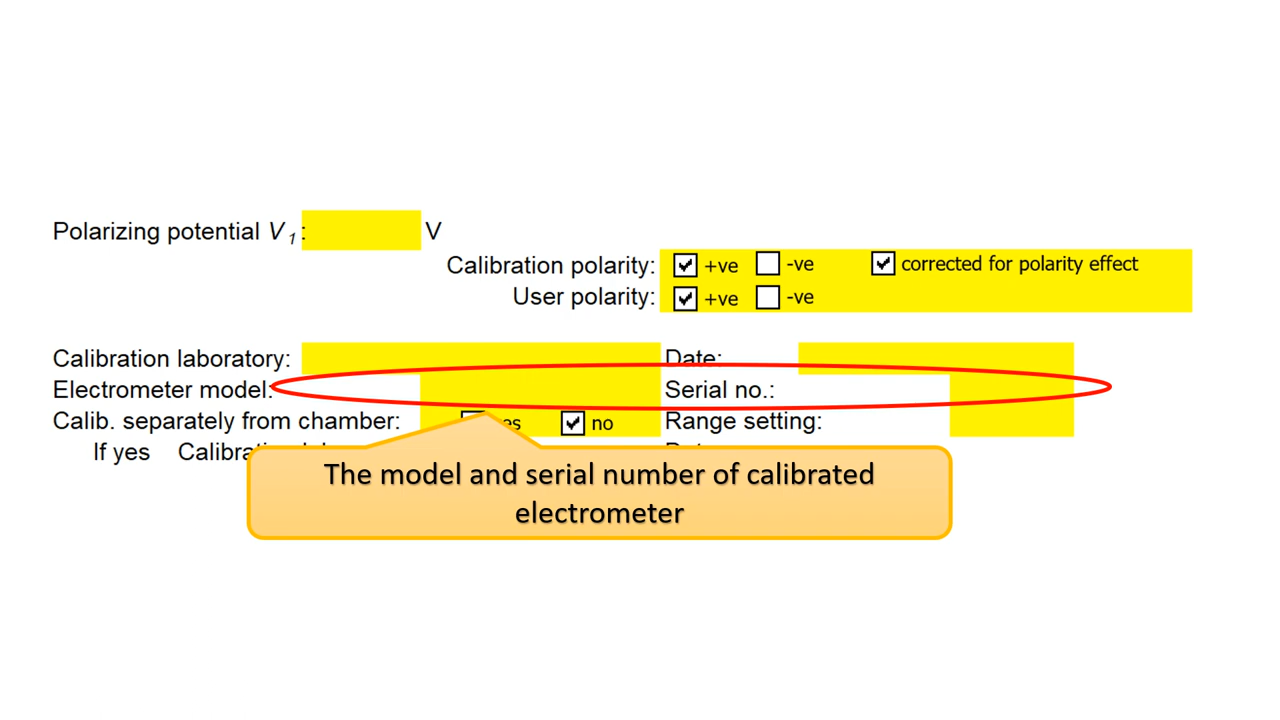 Polarizing potential V1: V
Calibration polarity: +ve -ve corrected for polarity effect
User polarity: +ve -ve
Calibration laboratory: Date:
Electrometer model: Serial no.:
Calib. separately from chamber: no Range setting:
If yes
The model and serial number of calibrated
electrometer